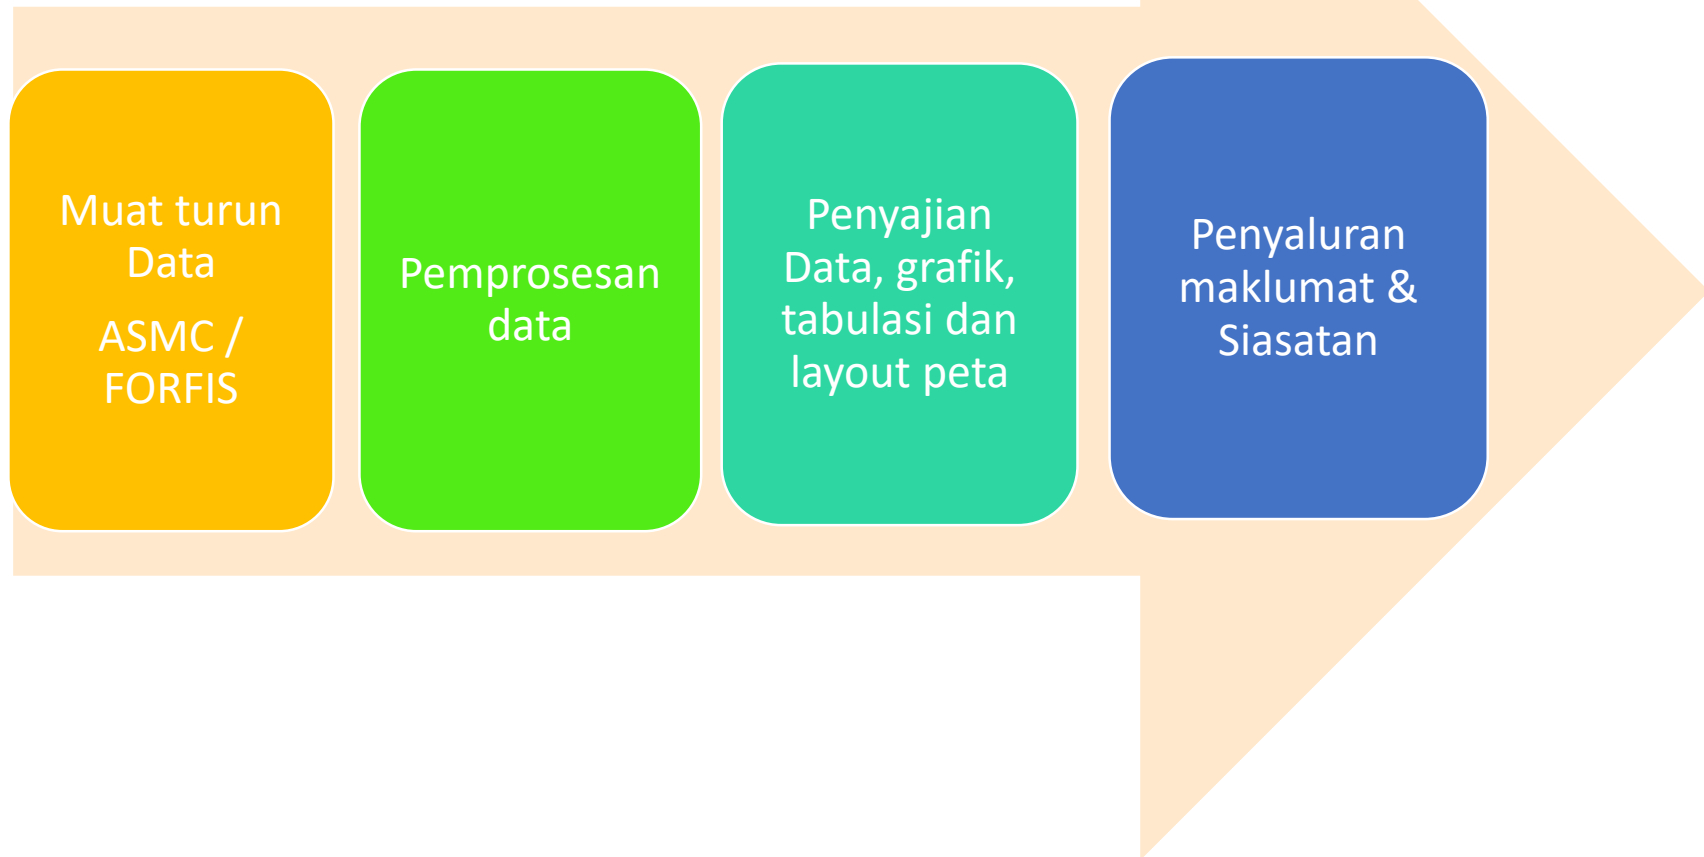 Muat turun
Data
ASMC /
FORFIS
Pemprosesan
data
Penyajian
Data, grafik,
tabulasi dan
layout peta
Penyaluran
maklumat &
Siasatan